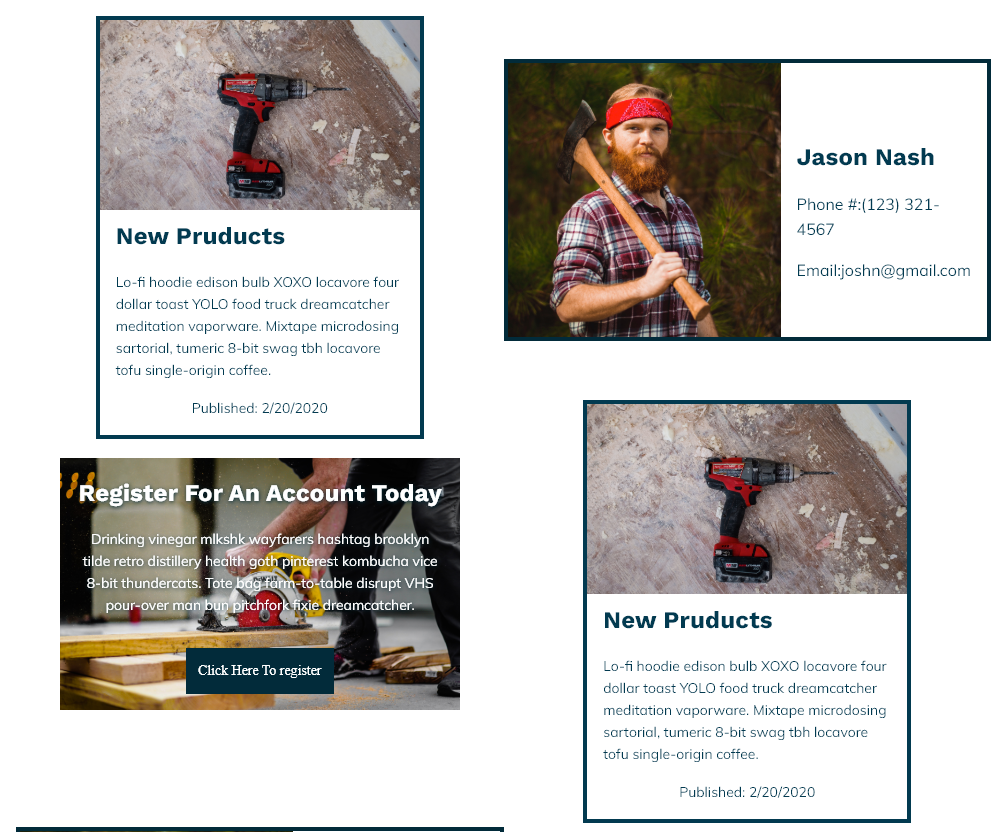 New Pruducts
Lo-fi hoodie edison bulb XOXO locavore four
dollar toast YOLO food truck dreamcatcher
meditation vaporware. Mixtape microdosing
sartorial, tumeric 8-bit swag tbh locavore
tofu single-origin coffee.
Published: 2/20/2020
Jason Nash
Phone #:(123) 321-
4567
Email:joshn@gmail.com
Register For An Account Today
Drinking vinegar mlkshk wayfarers hashtag brooklyn
tilde retro distillery health goth pinterest kombucha vice
8-bit thundercats. Tote bag farm-to-table disrupt VHS
pour-over man bun pitchfork fixie dreamcatcher.
Click Here To register
New Pruducts
Lo-fi hoodie edison bulb XOXO locavore four
dollar toast YOLO food truck dreamcatcher
meditation vaporware. Mixtape microdosing
sartorial, tumeric 8-bit swag tbh locavore
tofu single-origin coffee.
Published: 2/20/2020